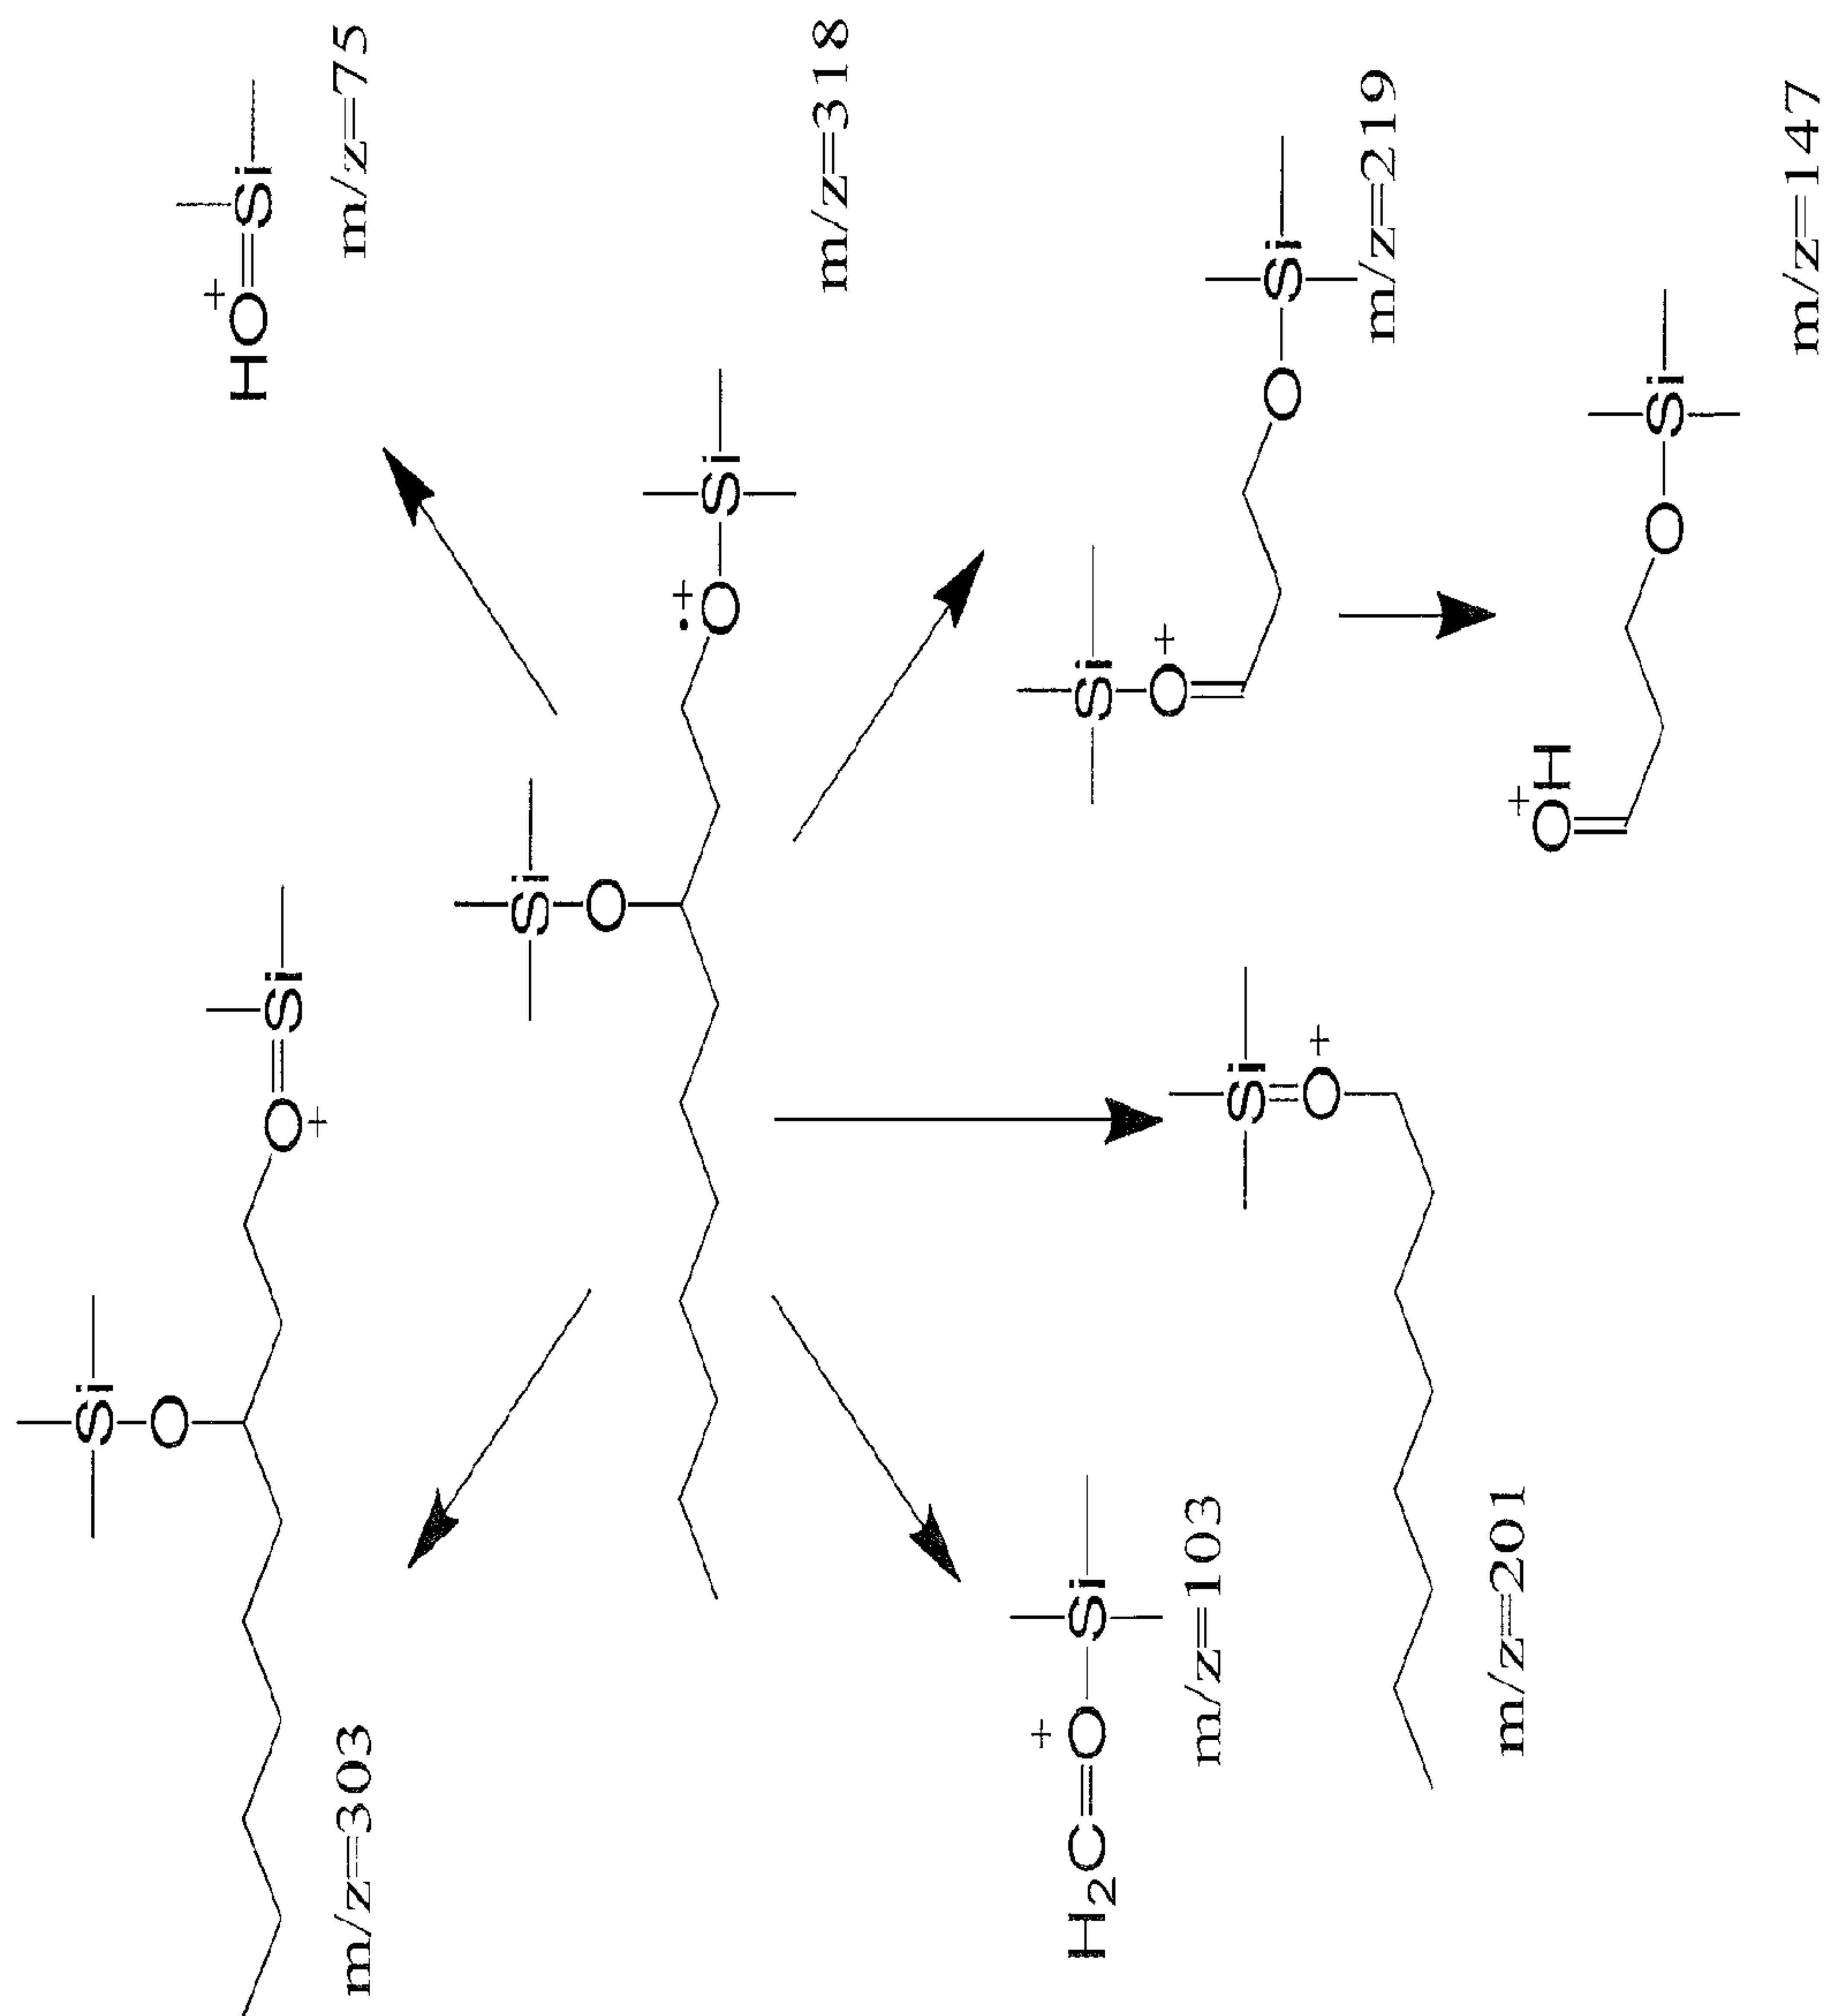 Si
O
O=Si
+
m/z=303
+
HO=Si
m/z=75
Si
O
.+
O Si
m/z=318
+
H2C=O Si
m/z=103
Si
O +
m/z=201
Si
+
O
O Si
m/z=219
+
OH
O Si
m/z=147